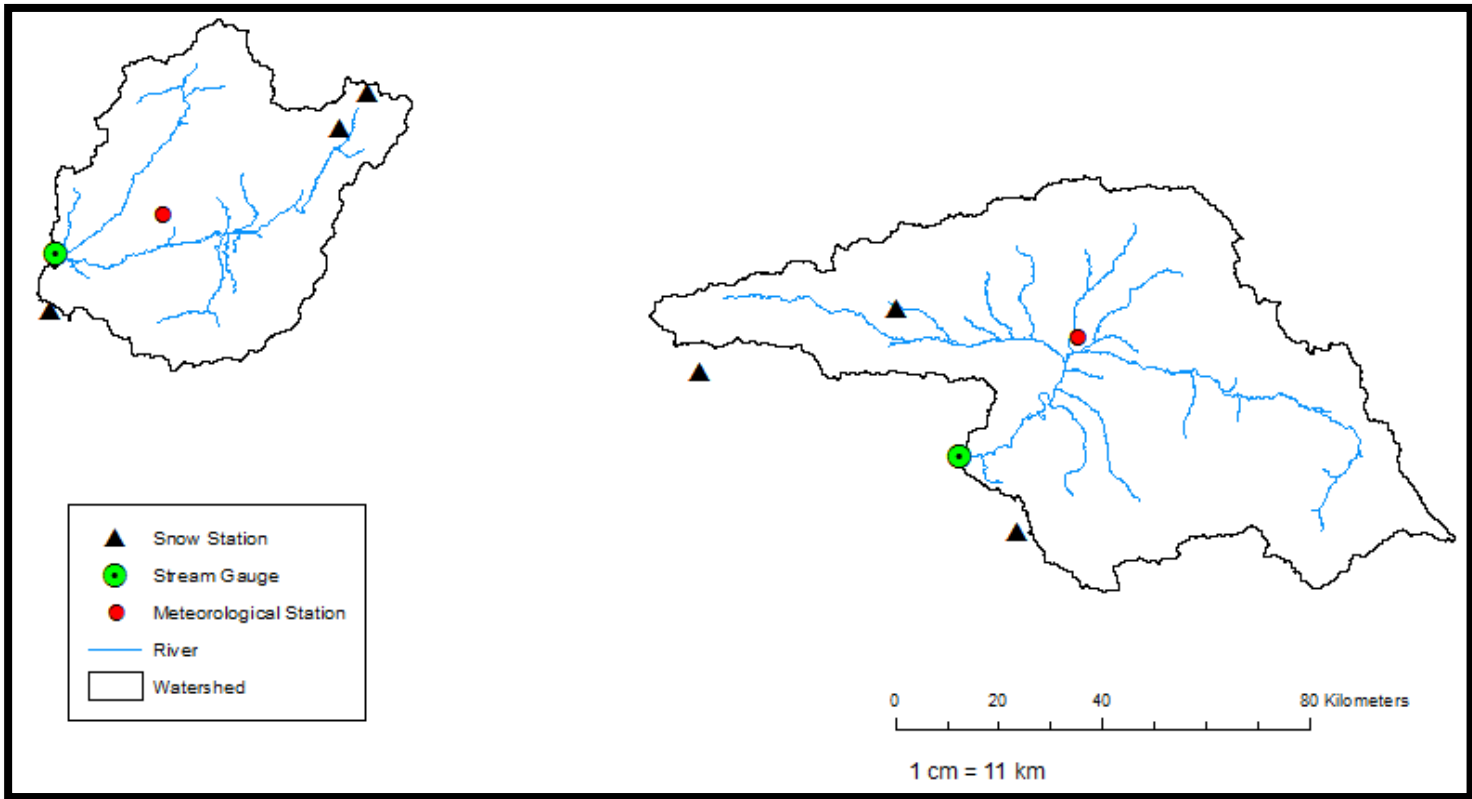 Snow Station
Stream Gauge
Meteorological Station
River
Watershed
0 20 40 80 Kilometers
1 cm = 11 km